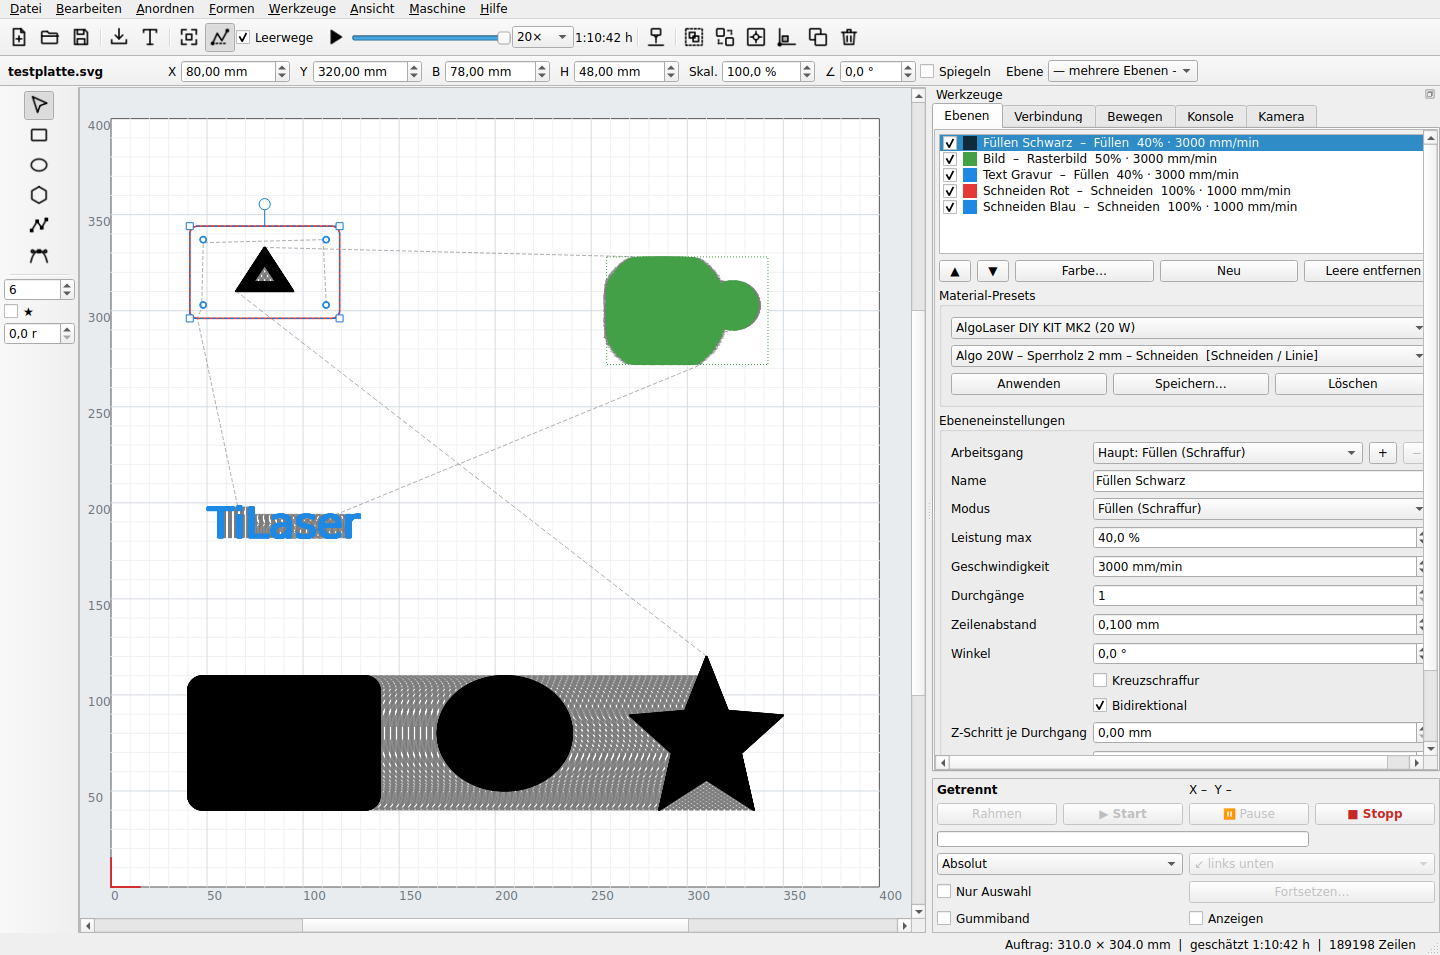 Datei Bearbeiten Anordnen Formen Werkzeuge Ansicht Maschine Hilfe
Leerwege 20× 1:10:42 h
testplatte.svg X 80,00 mm Y 320,00 mm B 78,00 mm H 48,00 mm Skal. 100,0 % ∠ 0,0 ° Spiegeln Ebene — mehrere Ebenen -
6
★
0,0 r
400
350
300
250
200
150
100
50
0 50 100 150 200 250 300 350 400
TiLaser
Werkzeuge
Ebenen Verbindung Bewegen Konsole Kamera
Füllen Schwarz – Füllen 40% · 3000 mm/min
Bild – Rasterbild 50% · 3000 mm/min
Text Gravur – Füllen 40% · 3000 mm/min
Schneiden Rot – Schneiden 100% · 1000 mm/min
Schneiden Blau – Schneiden 100% · 1000 mm/min
▲ ▼ Farbe... Neu Leere entfernen
Material-Presets
AlgoLaser DIY KIT MK2 (20 W)
Algo 20W – Sperrholz 2 mm – Schneiden [Schneiden / Linie]
Anwenden Speichern... Löschen
Ebeneneinstellungen
Arbeitsgang Haupt: Füllen (Schraffur) + −
Name Füllen Schwarz
Modus Füllen (Schraffur)
Leistung max 40,0 %
Geschwindigkeit 3000 mm/min
Durchgänge 1
Zeilenabstand 0,100 mm
Winkel 0,0 °
Kreuzschraffur
Bidirektional
Z-Schritt je Durchgang 0,00 mm
Getrennt X – Y –
Rahmen ▶ Start Pause ■ Stopp
Absolut ↙ links unten
Nur Auswahl Fortsetzen...
Gummiband Anzeigen
Auftrag: 310.0 × 304.0 mm | geschätzt 1:10:42 h | 189198 Zeilen